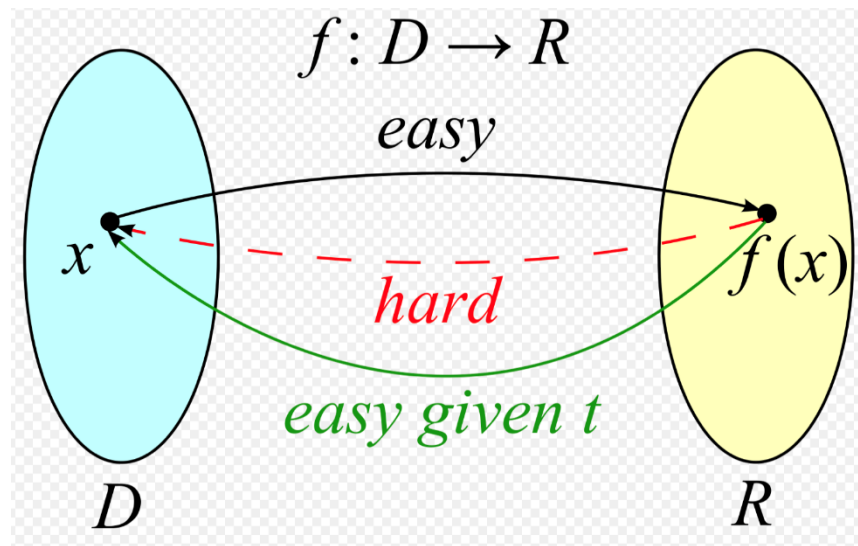 f : D → R
easy
x
f (x)
hard
easy given t
D
R